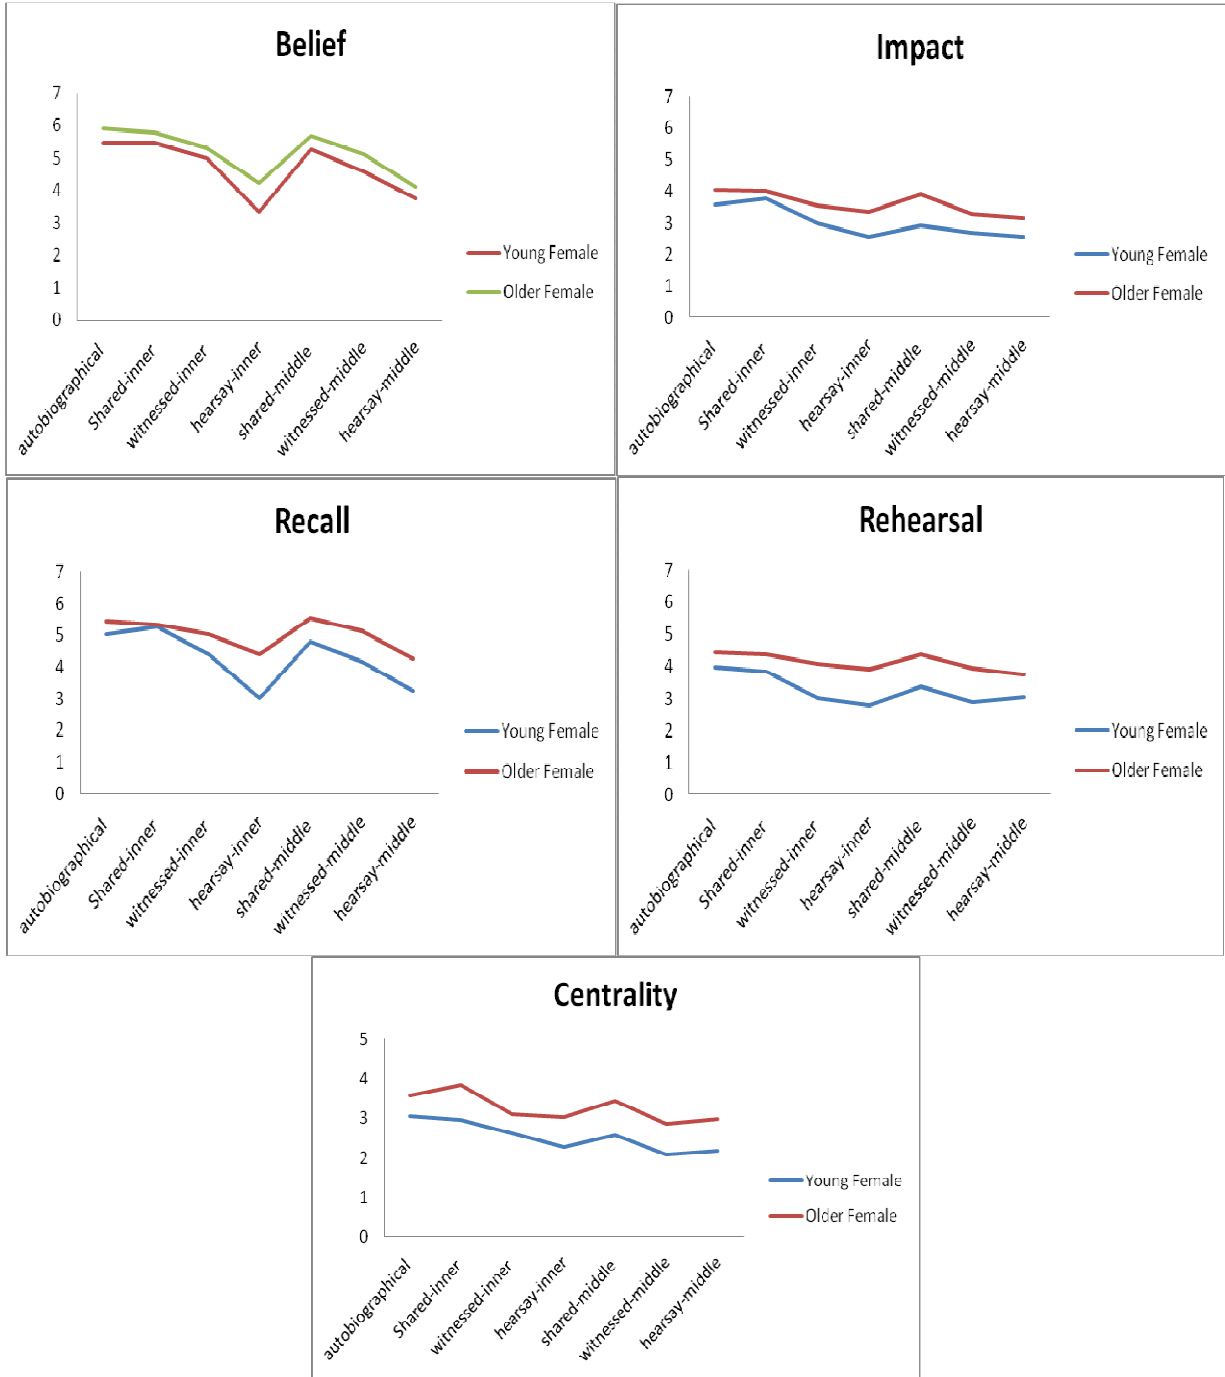 Belief
7
6
5
4
3
2
1
0
Young Female
Older Female
autobiographical
Shared-inner
witnessed-inner
hearsay-inner
shared-middle
witnessed-middle
hearsay-middle
Impact
7
6
5
4
3
2
1
0
Young Female
Older Female
autobiographical
Shared-inner
witnessed-inner
hearsay-inner
shared-middle
witnessed-middle
hearsay-middle
Recall
7
6
5
4
3
2
1
0
Young Female
Older Female
autobiographical
Shared-inner
witnessed-inner
hearsay-inner
shared-middle
witnessed-middle
hearsay-middle
Rehearsal
7
6
5
4
3
2
1
0
Young Female
Older Female
autobiographical
Shared-inner
witnessed-inner
hearsay-inner
shared-middle
witnessed-middle
hearsay-middle
Centrality
5
4
3
2
1
0
Young Female
Older Female
autobiographical
Shared-inner
witnessed-inner
hearsay-inner
shared-middle
witnessed-middle
hearsay-middle